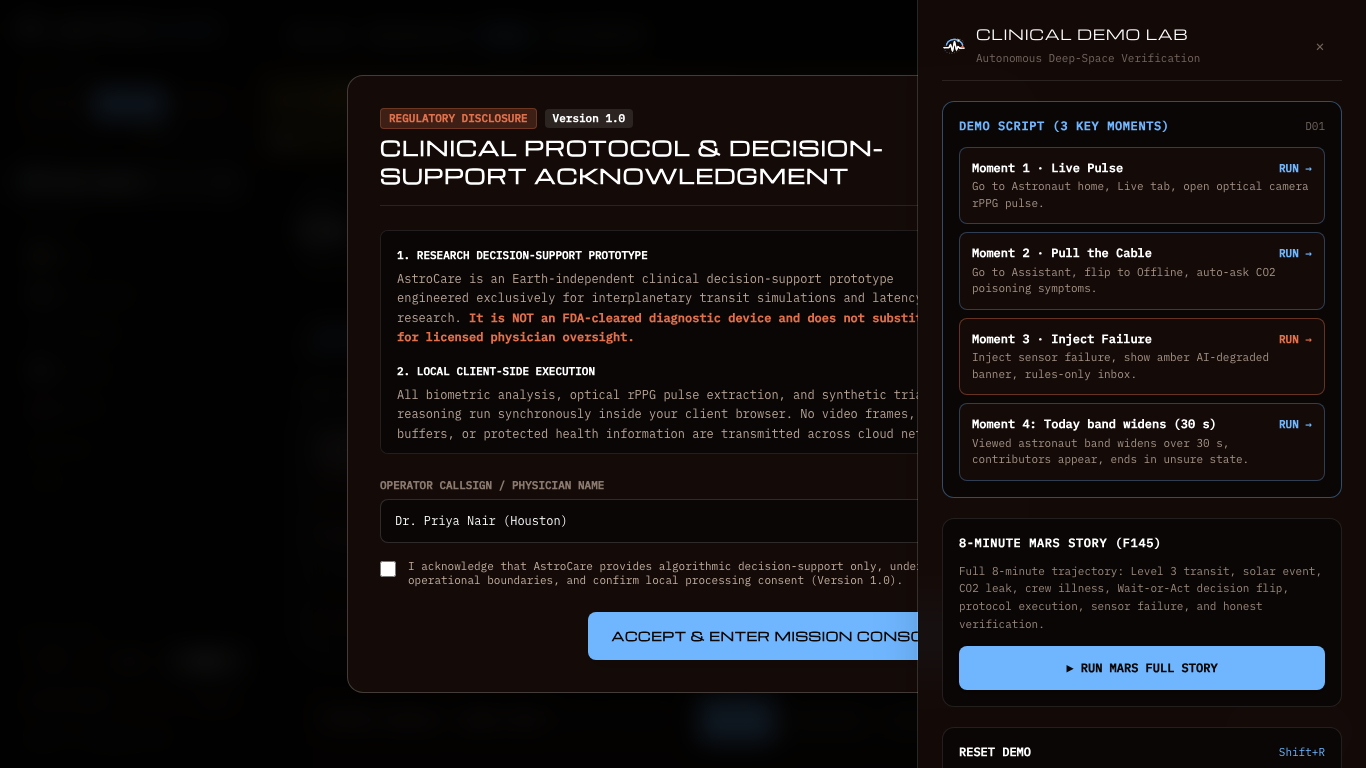 REGULATORY DISCLOSURE Version 1.0
CLINICAL PROTOCOL & DECISION-
SUPPORT ACKNOWLEDGMENT
1. RESEARCH DECISION-SUPPORT PROTOTYPE
AstroCare is an Earth-independent clinical decision-support prototype
engineered exclusively for interplanetary transit simulations and latency
research. It is NOT an FDA-cleared diagnostic device and does not substit
for licensed physician oversight.
2. LOCAL CLIENT-SIDE EXECUTION
All biometric analysis, optical rPPG pulse extraction, and synthetic tria
reasoning run synchronously inside your client browser. No video frames,
buffers, or protected health information are transmitted across cloud net
OPERATOR CALLSIGN / PHYSICIAN NAME
Dr. Priya Nair (Houston)
I acknowledge that AstroCare provides algorithmic decision-support only, unde
operational boundaries, and confirm local processing consent (Version 1.0).
ACCEPT & ENTER MISSION CONSO
CLINICAL DEMO LAB
×
Autonomous Deep-Space Verification
DEMO SCRIPT (3 KEY MOMENTS) D01
Moment 1 · Live Pulse RUN →
Go to Astronaut home, Live tab, open optical camera
rPPG pulse.
Moment 2 · Pull the Cable RUN →
Go to Assistant, flip to Offline, auto-ask CO2
poisoning symptoms.
Moment 3 · Inject Failure RUN →
Inject sensor failure, show amber AI-degraded
banner, rules-only inbox.
Moment 4: Today band widens (30 s) RUN →
Viewed astronaut band widens over 30 s,
contributors appear, ends in unsure state.
8-MINUTE MARS STORY (F145)
Full 8-minute trajectory: Level 3 transit, solar event,
CO2 leak, crew illness, Wait-or-Act decision flip,
protocol execution, sensor failure, and honest
verification.
▶ RUN MARS FULL STORY
RESET DEMO Shift+R